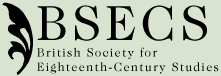 BSECS
British Society for
Eighteenth-Century Studies